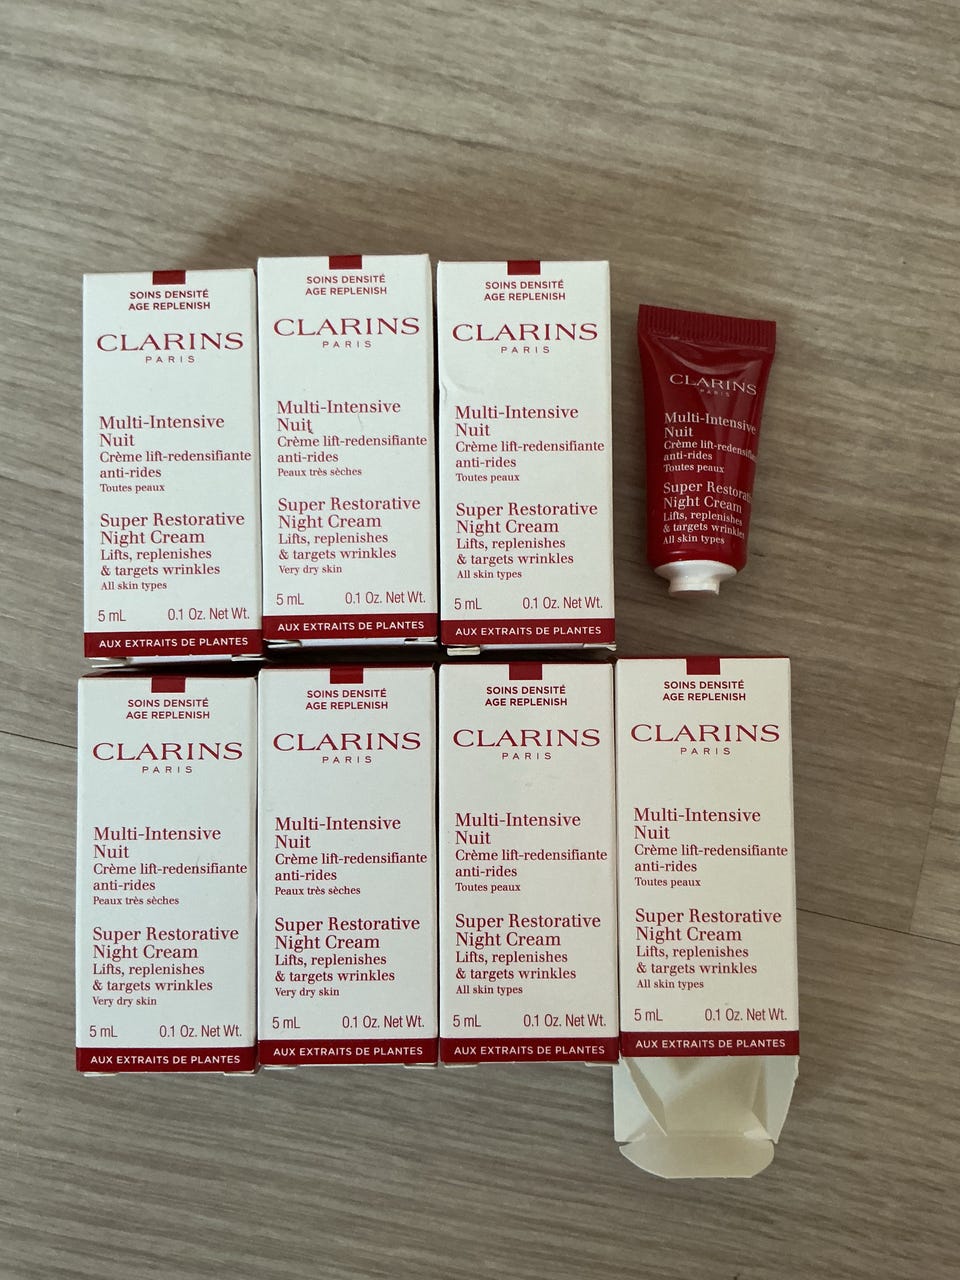 SOINS DENSITÉ
AGE REPLENISH
CLARINS
PARIS
Multi-Intensive
Nuit
Crème lift-redensifiante
anti-rides
Toutes peaux
Super Restorative
Night Cream
Lifts, replenishes
& targets wrinkles
All skin types
5 mL 0.1 Oz. Net Wt.
AUX EXTRAITS DE PLANTES
SOINS DENSITÉ
AGE REPLENISH
CLARINS
PARIS
Multi-Intensive
Nuit
Crème lift-redensifiante
anti-rides
Peaux très sèches
Super Restorative
Night Cream
Lifts, replenishes
& targets wrinkles
Very dry skin
5 mL 0.1 Oz. Net Wt.
AUX EXTRAITS DE PLANTES
SOINS DENSITÉ
AGE REPLENISH
CLARINS
PARIS
Multi-Intensive
Nuit
Crème lift-redensifiante
anti-rides
Toutes peaux
Super Restorative
Night Cream
Lifts, replenishes
& targets wrinkles
All skin types
5 mL 0.1 Oz. Net Wt.
AUX EXTRAITS DE PLANTES
CLARINS
PARIS
Multi-Intensive
Nuit
Crème lift-redensifiante
anti-rides
Toutes peaux
Super Restorative
Night Cream
Lifts, replenishes
& targets wrinkles
All skin types
SOINS DENSITÉ
AGE REPLENISH
CLARINS
PARIS
Multi-Intensive
Nuit
Crème lift-redensifiante
anti-rides
Peaux très sèches
Super Restorative
Night Cream
Lifts, replenishes
& targets wrinkles
Very dry skin
5 mL 0.1 Oz. Net Wt.
AUX EXTRAITS DE PLANTES
SOINS DENSITÉ
AGE REPLENISH
CLARINS
PARIS
Multi-Intensive
Nuit
Crème lift-redensifiante
anti-rides
Peaux très sèches
Super Restorative
Night Cream
Lifts, replenishes
& targets wrinkles
Very dry skin
5 mL 0.1 Oz. Net Wt.
AUX EXTRAITS DE PLANTES
SOINS DENSITÉ
AGE REPLENISH
CLARINS
PARIS
Multi-Intensive
Nuit
Crème lift-redensifiante
anti-rides
Toutes peaux
Super Restorative
Night Cream
Lifts, replenishes
& targets wrinkles
All skin types
5 mL 0.1 Oz. Net Wt.
AUX EXTRAITS DE PLANTES
SOINS DENSITÉ
AGE REPLENISH
CLARINS
PARIS
Multi-Intensive
Nuit
Crème lift-redensifiante
anti-rides
Toutes peaux
Super Restorative
Night Cream
Lifts, replenishes
& targets wrinkles
All skin types
5 mL 0.1 Oz. Net Wt.
AUX EXTRAITS DE PLANTES